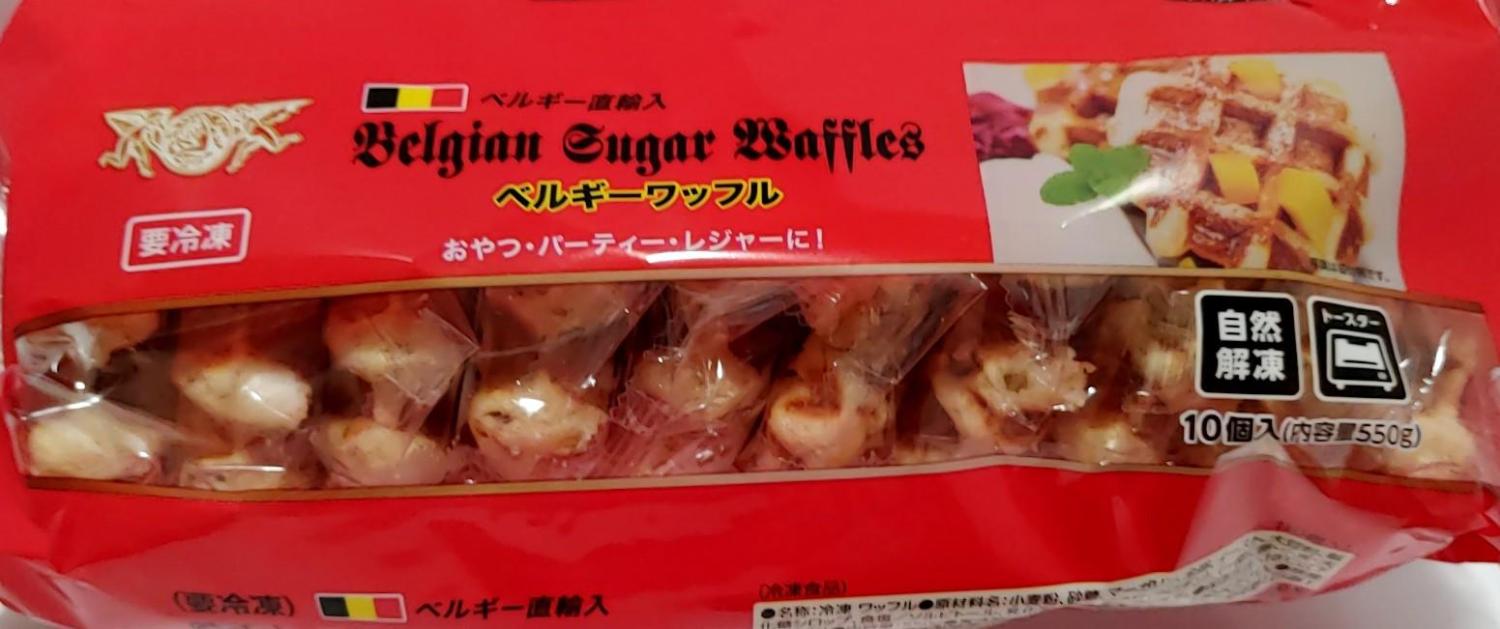 ベルギー直輸入
Belgian Sugar Waffles
ベルギーワッフル
要冷凍
おやつ・パーティー・レジャーに!
自然
解凍
トースター
10個入(内容量550g)
(要冷凍)
ベルギー直輸入
(冷凍食品)
●名称:冷凍 ワッフル●原材料名:小麦粉、砂糖、マー